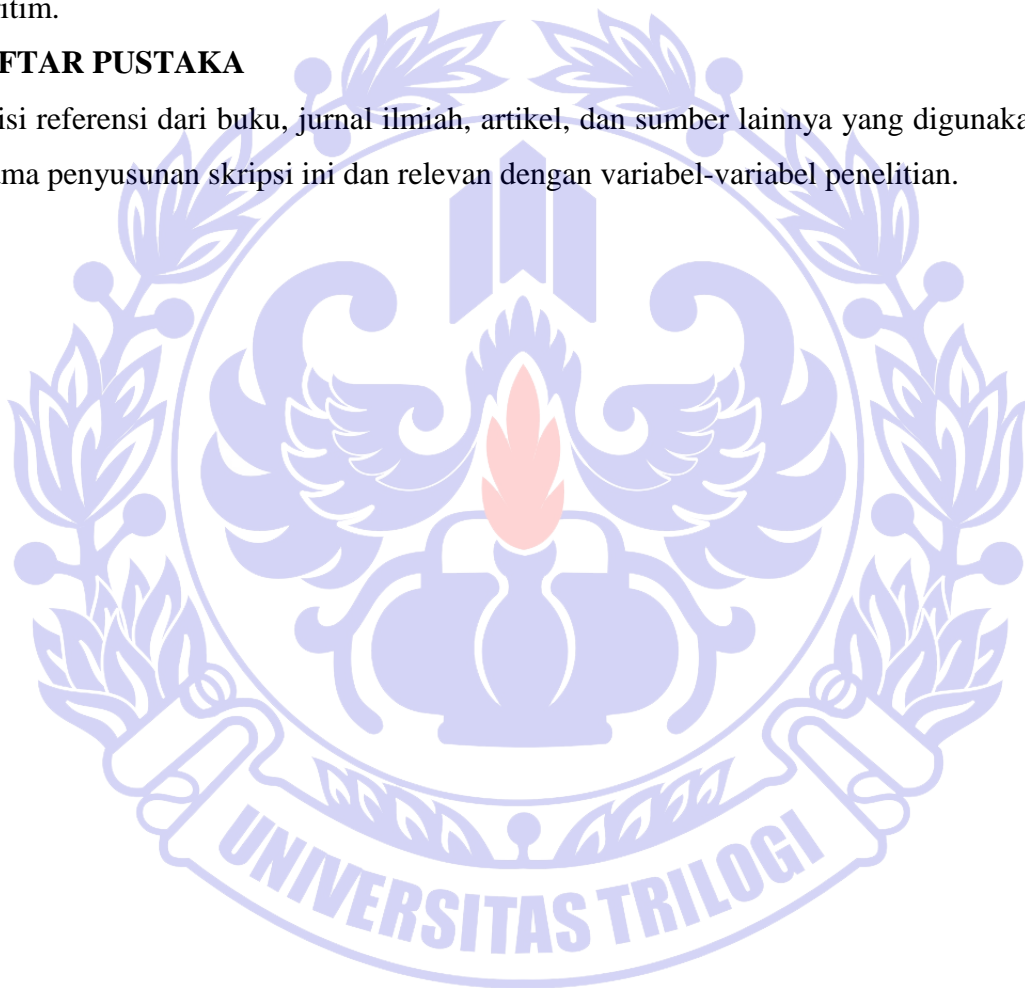 itim.
FTAR PUSTAKA
isi referensi dari buku, jurnal ilmiah, artikel, dan sumber lainnya yang digunaka
ama penyusunan skripsi ini dan relevan dengan variabel-variabel penelitian.
UNIVERSITAS TRILOGI